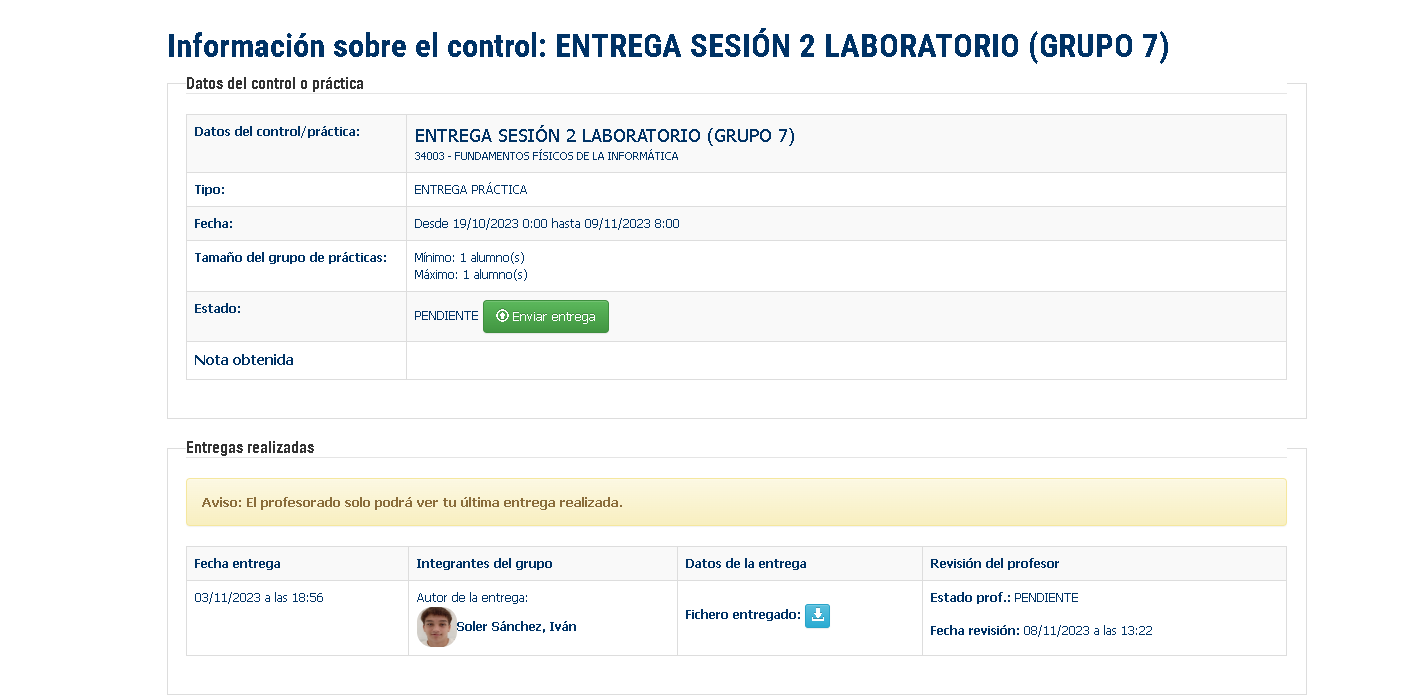 Información sobre el control: ENTREGA SESIÓN 2 LABORATORIO (GRUPO 7)
Datos del control o práctica
Datos del control/práctica:
ENTREGA SESIÓN 2 LABORATORIO (GRUPO 7)
34003 - FUNDAMENTOS FÍSICOS DE LA INFORMÁTICA
Tipo:
ENTREGA PRÁCTICA
Fecha:
Desde 19/10/2023 0:00 hasta 09/11/2023 8:00
Tamaño del grupo de prácticas:
Mínimo: 1 alumno(s)
Máximo: 1 alumno(s)
Estado:
PENDIENTE Enviar entrega
Nota obtenida
Entregas realizadas
Aviso: El profesorado solo podrá ver tu última entrega realizada.
Fecha entrega
Integrantes del grupo
Datos de la entrega
Revisión del profesor
03/11/2023 a las 18:56
Autor de la entrega:
Soler Sánchez, Iván
Fichero entregado:
Estado prof.: PENDIENTE
Fecha revisión: 08/11/2023 a las 13:22